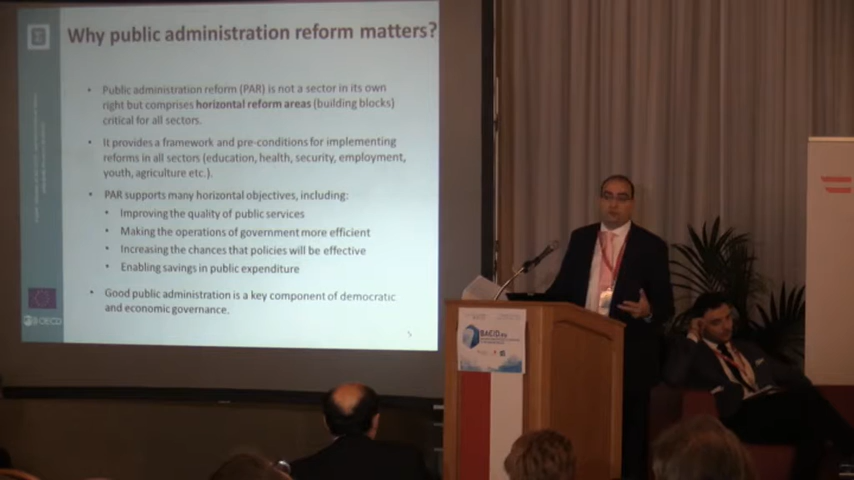 Why public administration reform matters?
• Public administration reform (PAR) is not a sector in its own
right but comprises horizontal reform areas (building blocks)
critical for all sectors.
• It provides a framework and pre-conditions for implementing
reforms in all sectors (education, health, security, employment,
youth, agriculture etc.).
• PAR supports many horizontal objectives, including:
• Improving the quality of public services
• Making the operations of government more efficient
• Increasing the chances that policies will be effective
• Enabling savings in public expenditure
• Good public administration is a key component of democratic
and economic governance.
OECD
BACID